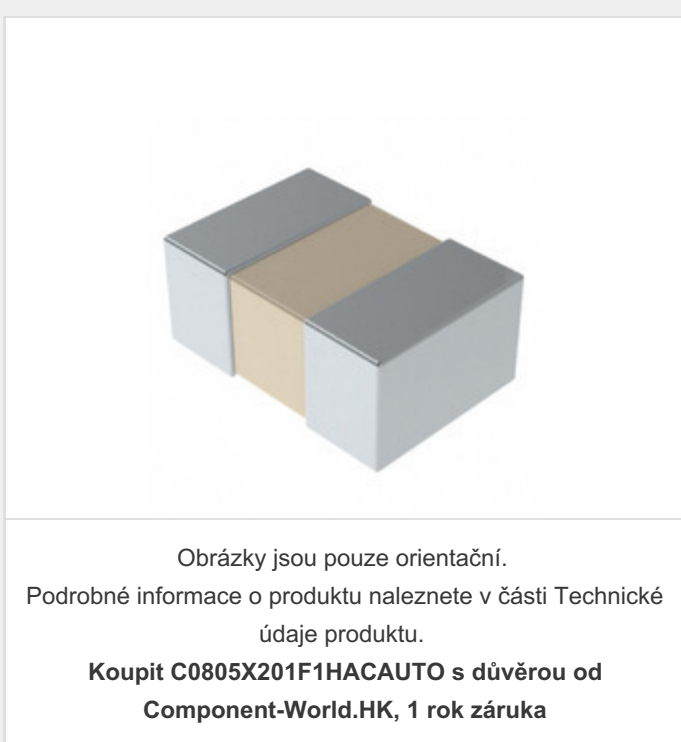 Obrázky jsou pouze orientační.
Podrobné informace o produktu naleznete v části Technické
údaje produktu.
Koupit C0805X201F1HACAUTO s důvěrou od
Component-World.HK, 1 rok záruka